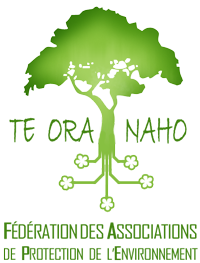 TE ORA NAHO
FÉDÉRATION DES ASSOCIATIONS
DE PROTECTION DE L'ENVIRONNEMENT